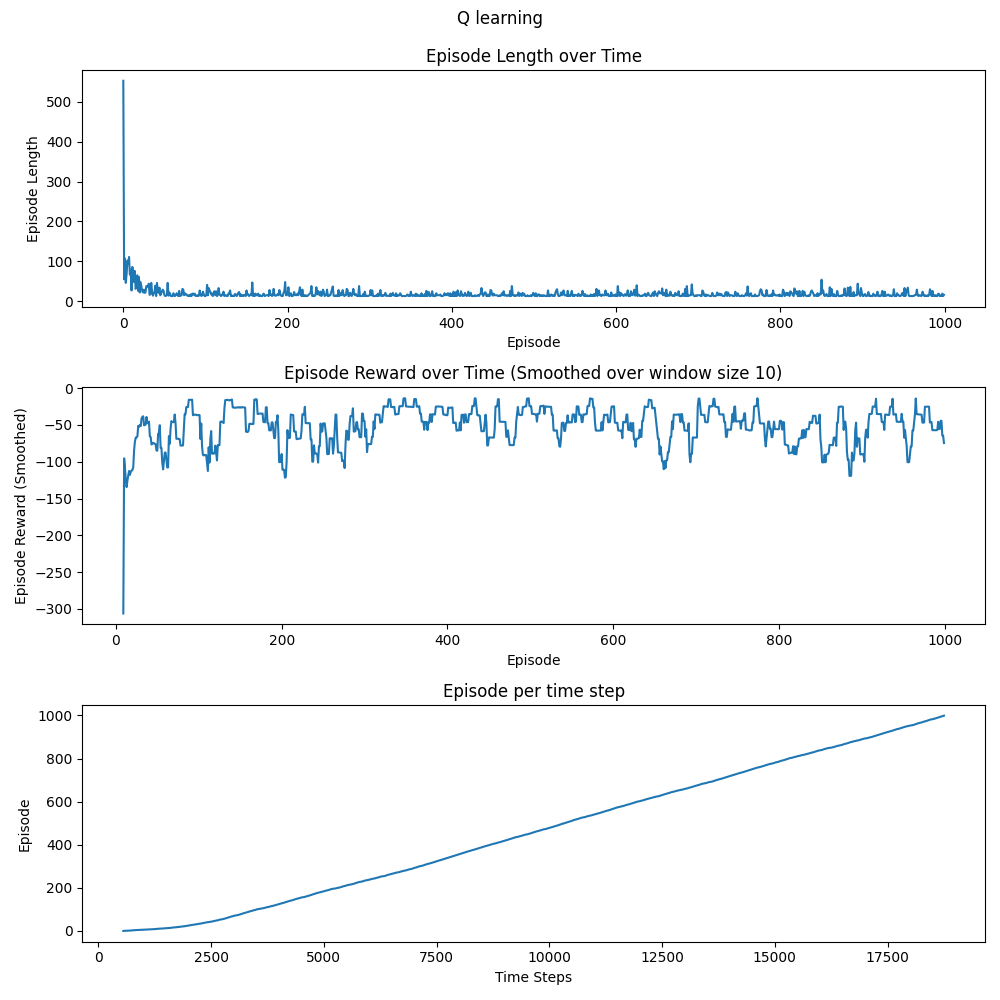 Q learning
Episode Length over Time
500
400
300
200
100
0
Episode Length
0 200 400 600 800 1000
Episode
Episode Reward over Time (Smoothed over window size 10)
0
−50
−100
−150
−200
−250
−300
Episode Reward (Smoothed)
0 200 400 600 800 1000
Episode
Episode per time step
1000
800
600
400
200
0
Episode
0 2500 5000 7500 10000 12500 15000 17500
Time Steps